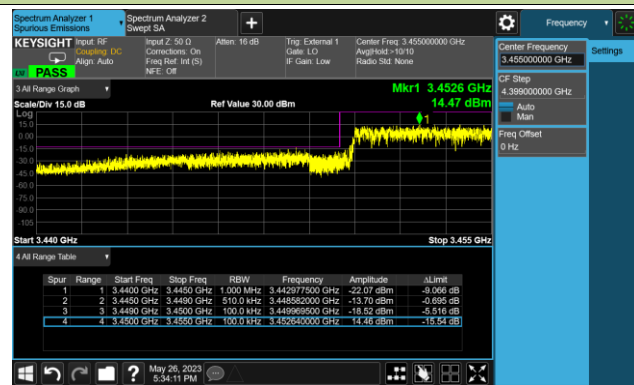 Spectrum Analyzer 1
Spurious Emissions
Spectrum Analyzer 2
Swept SA
Frequency
KEYSIGHT
Input: RF
Coupling: DC
Align: Auto
Input Z: 50 Ω
Corrections: On
Freq Ref: Int (S)
NFE: Off
Atten: 16 dB
Trig: External 1
Gate: LO
IF Gain: Low
Center Freq: 3.455000000 GHz
Avg|Hold:>10/10
Radio Std: None
PASS
Center Frequency
3.455000000 GHz
Settings
CF Step
4.399000000 GHz
Auto
Man
Freq Offset
0 Hz
3 All Range Graph
Mkr1 3.4526 GHz
Scale/Div 15.0 dB
Ref Value 30.00 dBm
14.47 dBm
Log
15.0
0.00
-15.0
-30.0
-45.0
-60.0
-75.0
-90.0
-105
1
Start 3.440 GHz
Stop 3.455 GHz
4 All Range Table
Spur Range Start Freq Stop Freq RBW Frequency Amplitude ΔLimit
1 1 3.4400 GHz 3.4450 GHz 1.000 MHz 3.442977500 GHz -22.07 dBm -9.066 dB
2 2 3.4450 GHz 3.4490 GHz 510.0 kHz 3.448582000 GHz -13.70 dBm -0.695 dB
3 3 3.4490 GHz 3.4500 GHz 100.0 kHz 3.449969500 GHz -18.52 dBm -5.516 dB
4 4 3.4500 GHz 3.4550 GHz 100.0 kHz 3.452640000 GHz 14.46 dBm -15.54 dB
May 26, 2023
5:34:11 PM